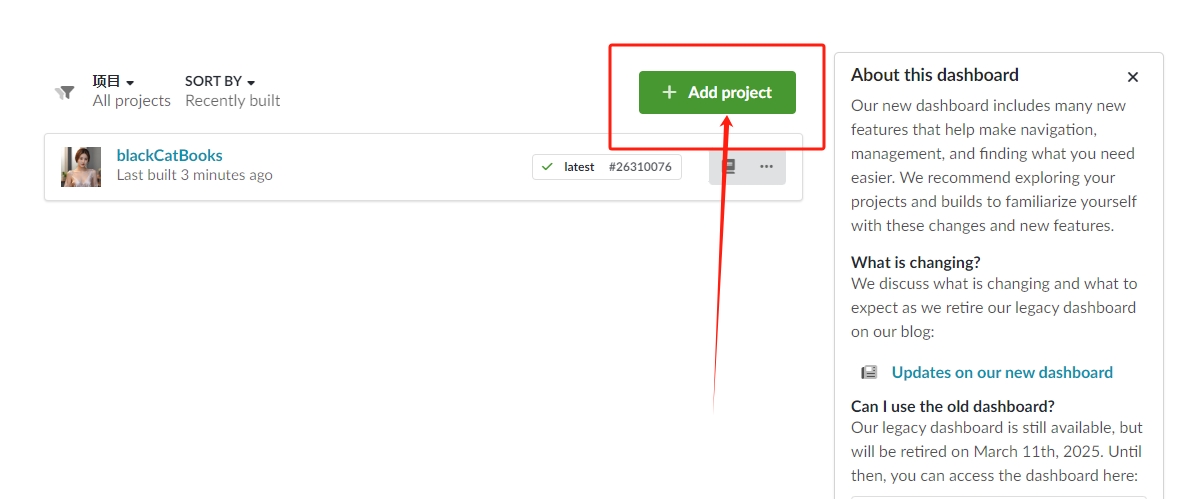 项目
All projects
SORT BY
Recently built
+ Add project
blackCatBooks
Last built 3 minutes ago
latest #26310076
About this dashboard
Our new dashboard includes many new
features that help make navigation,
management, and finding what you need
easier. We recommend exploring your
projects and builds to familiarize yourself
with these changes and new features.
What is changing?
We discuss what is changing and what to
expect as we retire our legacy dashboard
on our blog:
Updates on our new dashboard
Can I use the old dashboard?
Our legacy dashboard is still available, but
will be retired on March 11th, 2025. Until
then, you can access the dashboard here: